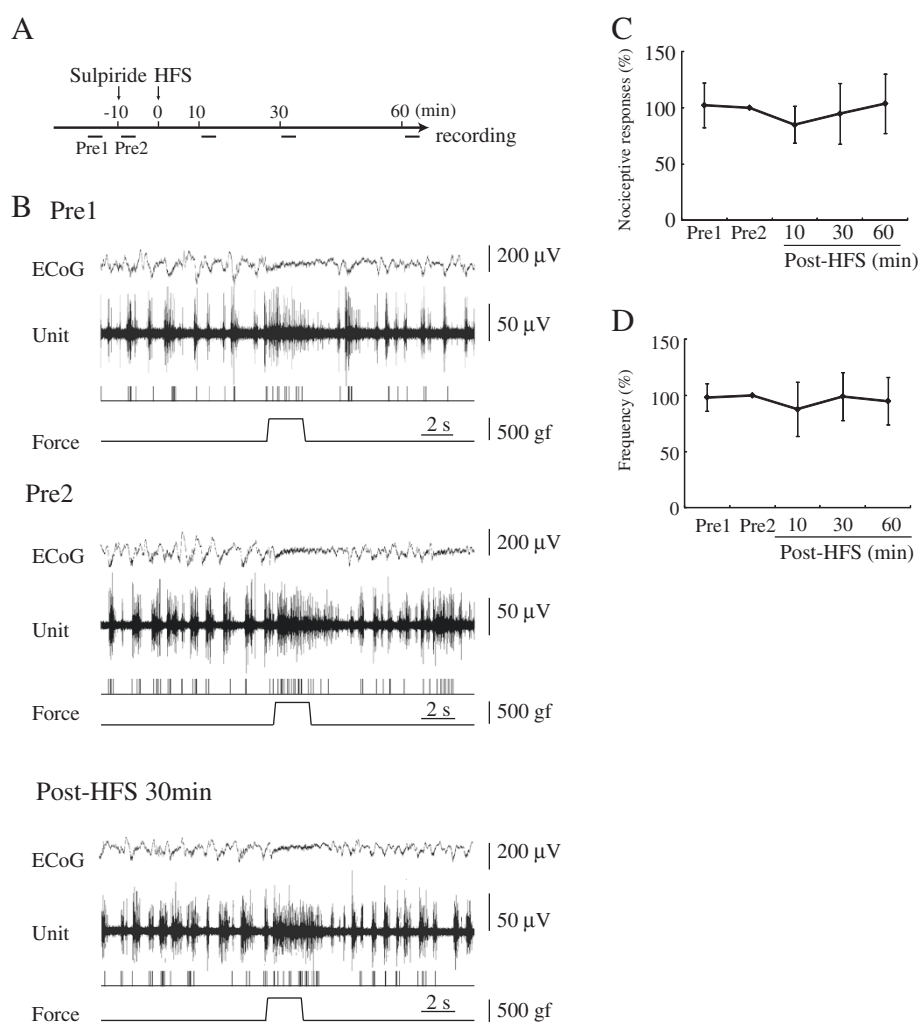 A
Sulpiride HFS
-10 0 10 30 60 (min)
recording
Pre1 Pre2
B Pre1
ECoG 200 µV
Unit 50 µV
Force 2 s 500 gf
Pre2
ECoG 200 µV
Unit 50 µV
Force 2 s 500 gf
Post-HFS 30min
ECoG 200 µV
Unit 50 µV
Force 2 s 500 gf
C
Nociceptive responses (%)
150
100
50
0
Pre1 Pre2 10 30 60
Post-HFS (min)
D
Frequency (%)
150
100
50
0
Pre1 Pre2 10 30 60
Post-HFS (min)